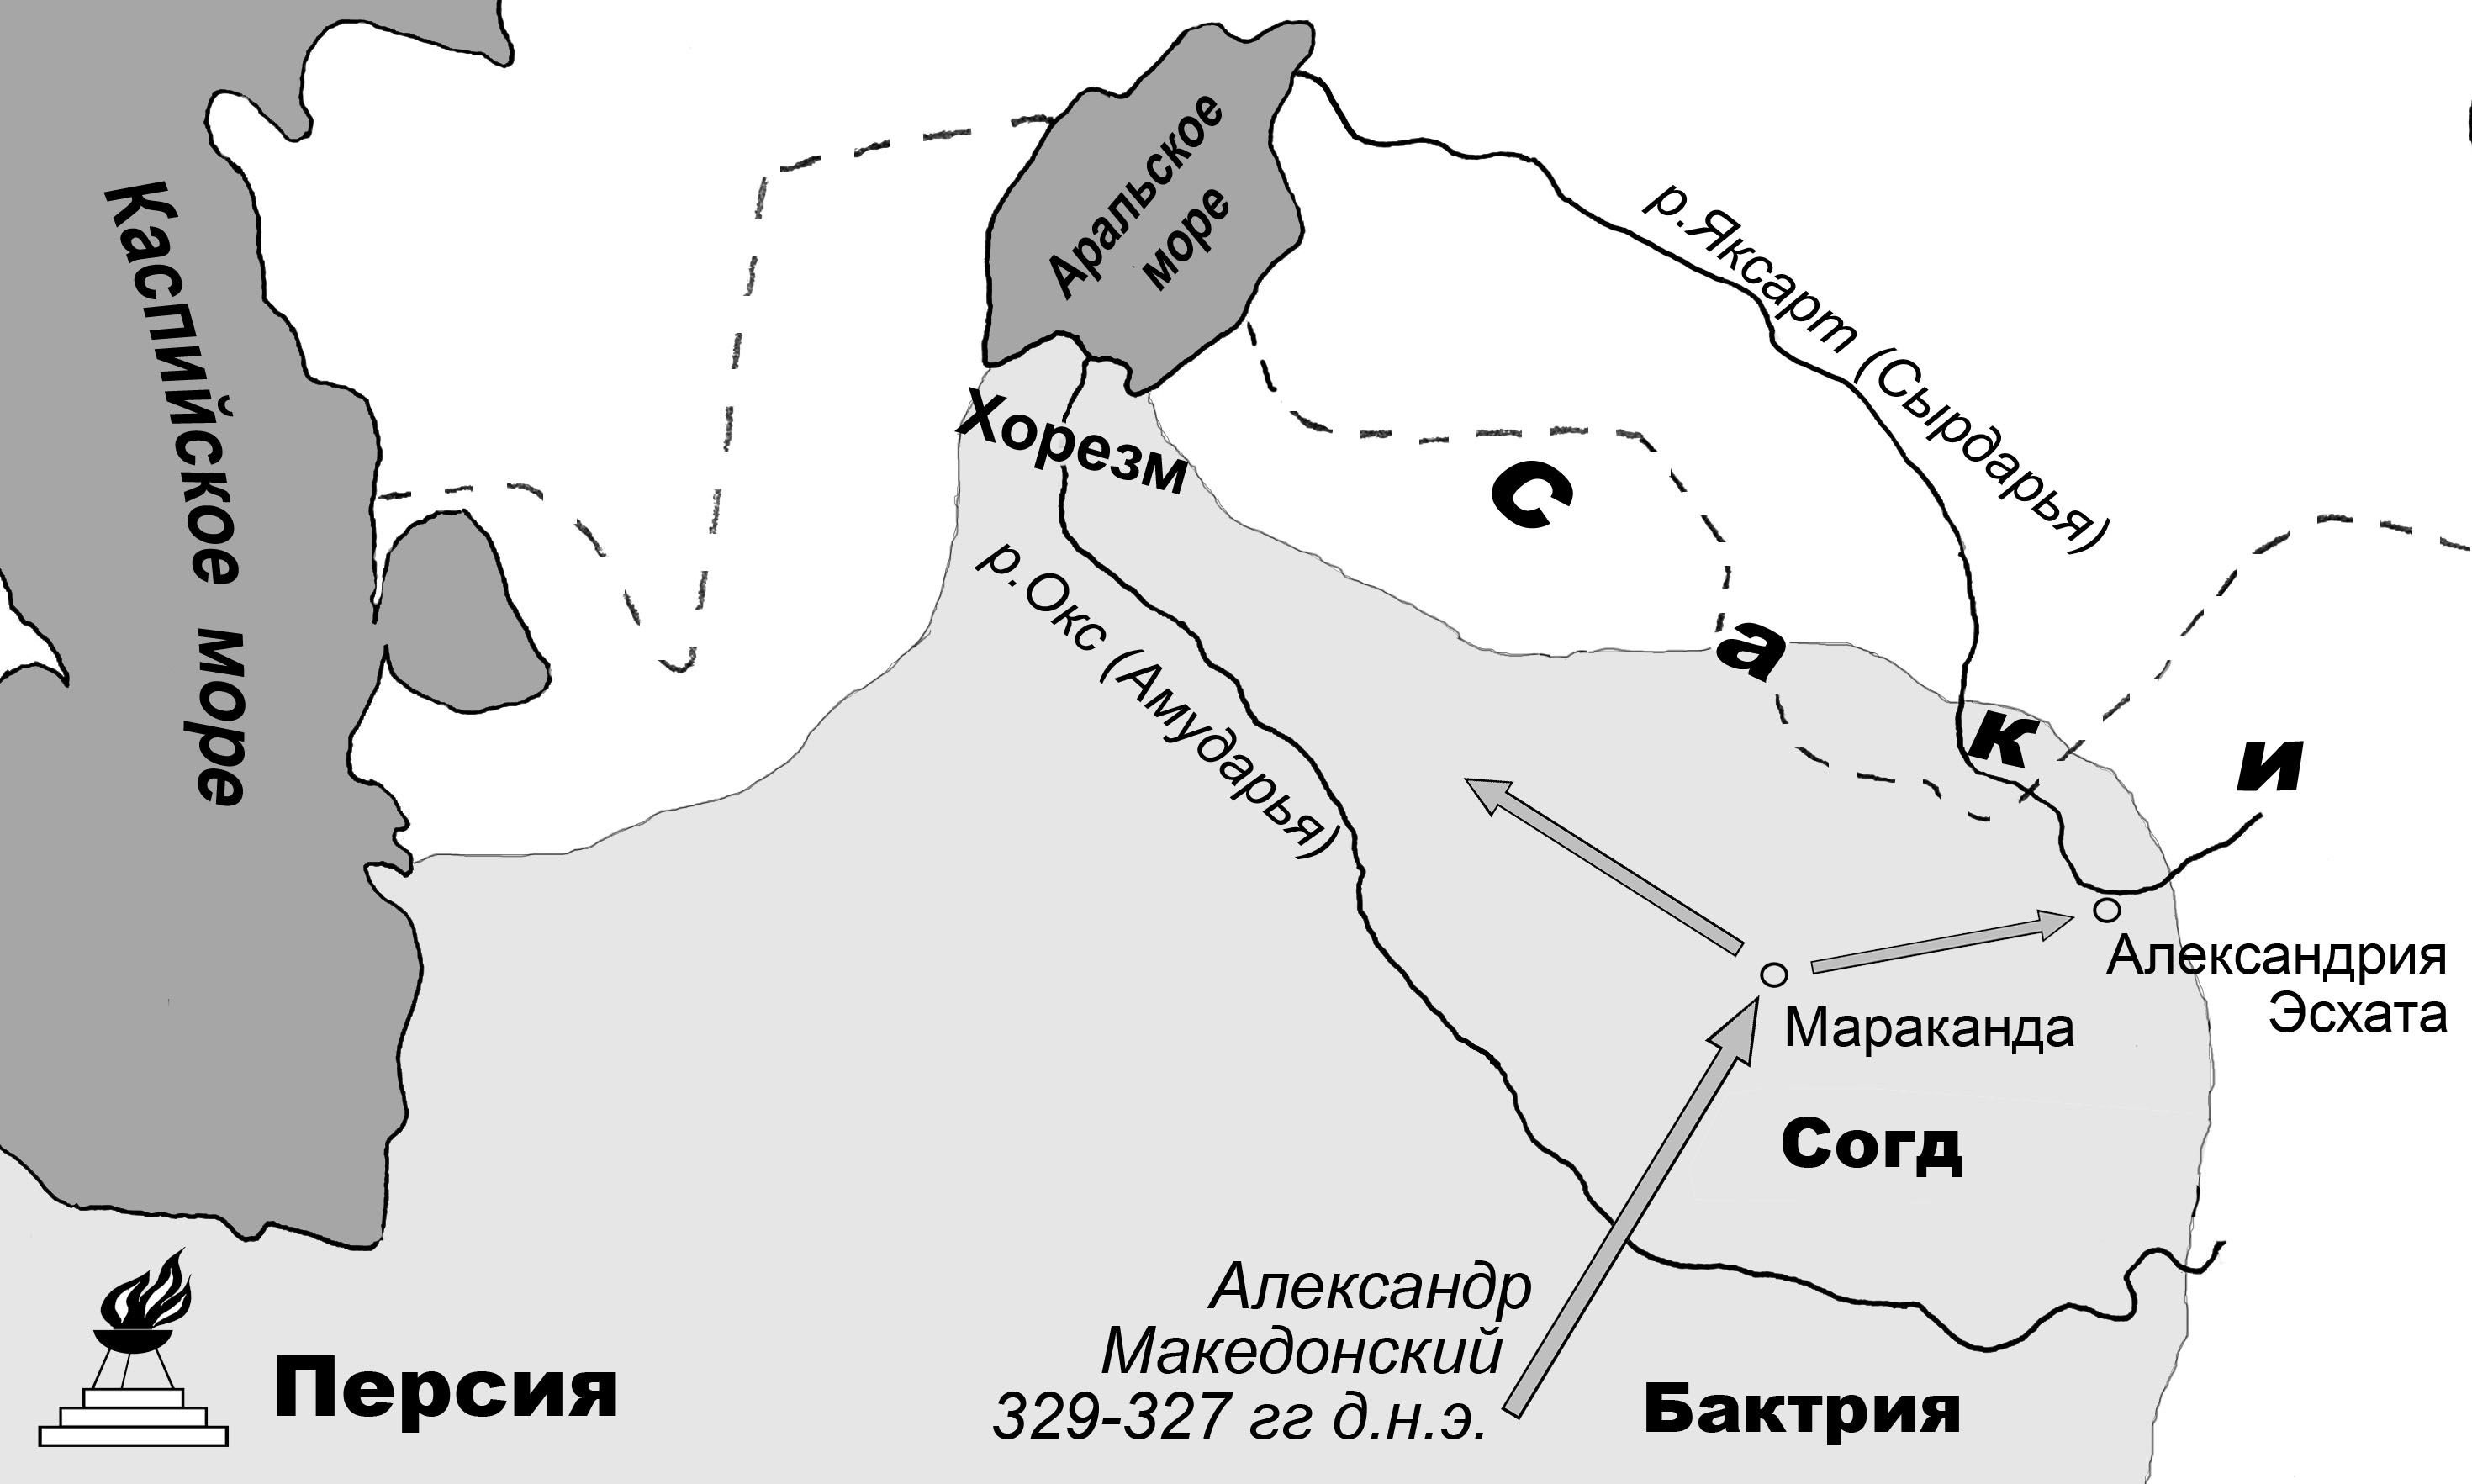 Каспийское море
Аральское
море
р.Яксарт (Сырдарья)
Хорезм
р.Окс (Амударья)
Саки
Александрия
Эсхата
Мараканда
Согд
Александр
Македонский
329-327 гг д.н.э.
Персия
Бактрия